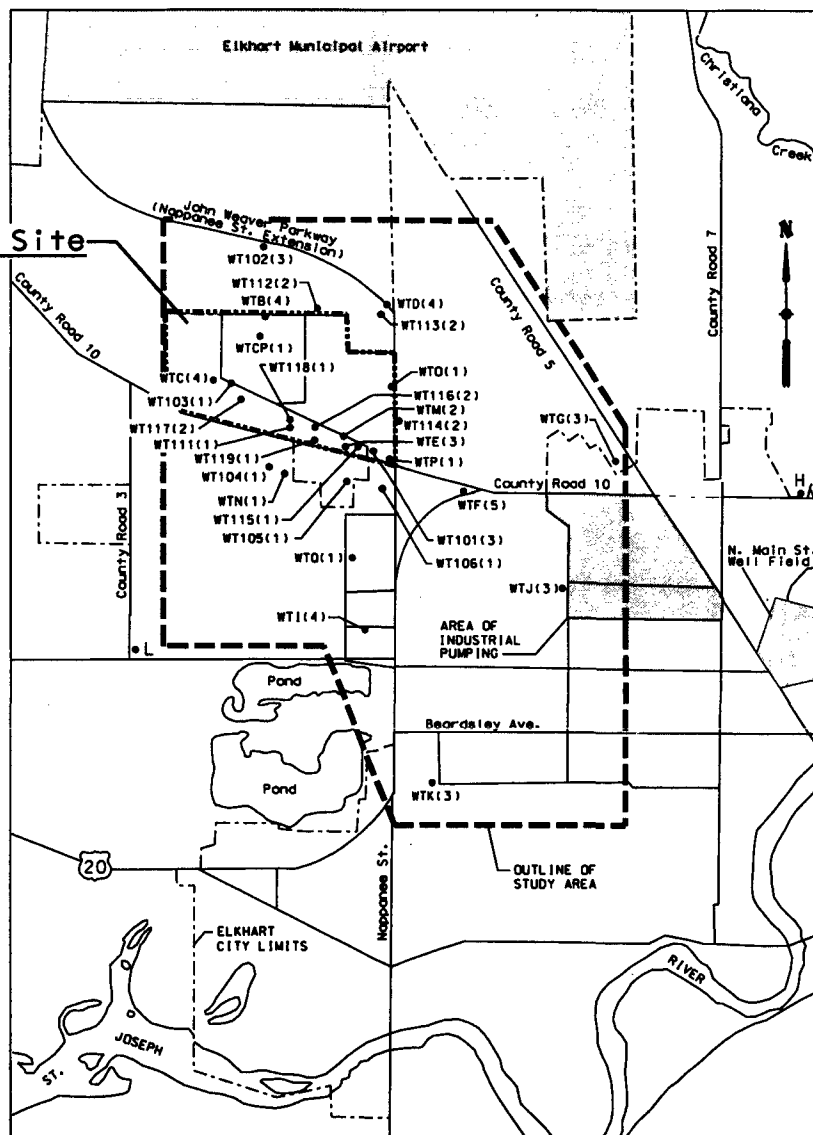 Elkhart Municipal Airport
Christiana
Creek
John Weaver Parkway
(Nappanee St. Extension)
Site
N
County Road 7
County Road 10
WT102(3)
WT112(2)
WTB(4)
WTD(4)
WT113(2)
County Road 5
WTCP(1)
WT118(1)
WTO(1)
WTC(4)
WT103(1)
WT116(2)
WTM(2)
WT117(2)
WT114(2)
WT111(1)
WTE(3)
WTG(3)
WT119(1)
WTP(1)
WT104(1)
County Road 10
H
WTN(1)
WTF(5)
County Road 3
WT115(1)
WT101(3)
WT105(1)
WT106(1)
N. Main St.
Well Field
WTQ(1)
WTJ(3)
WTI(4)
AREA OF
INDUSTRIAL
PUMPING
L
Pond
Beardsley Ave.
Pond
WTK(3)
20
OUTLINE OF
STUDY AREA
Nappanee St.
ELKHART
CITY LIMITS
RIVER
JOSEPH
ST.